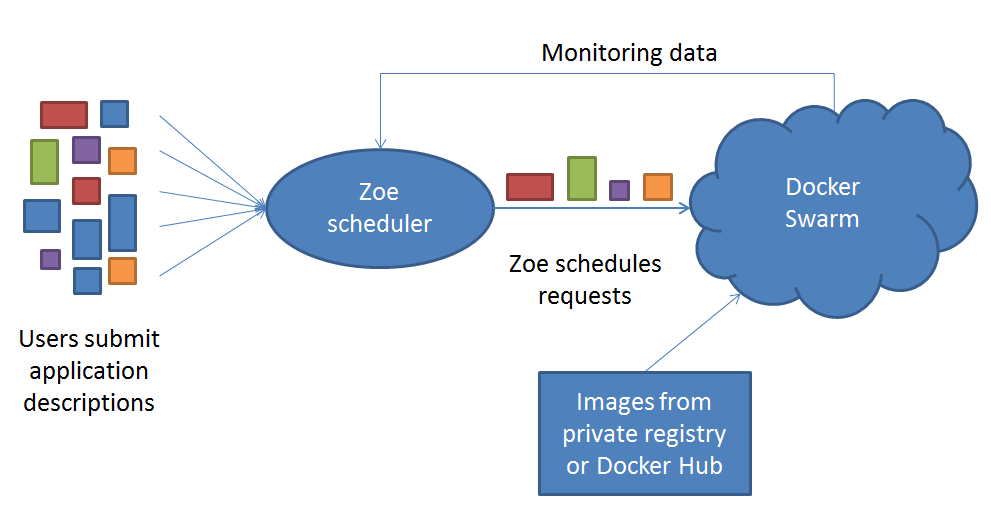 Monitoring data
Zoe
scheduler
Docker
Swarm
Zoe schedules
requests
Users submit
application
descriptions
Images from
private registry
or Docker Hub